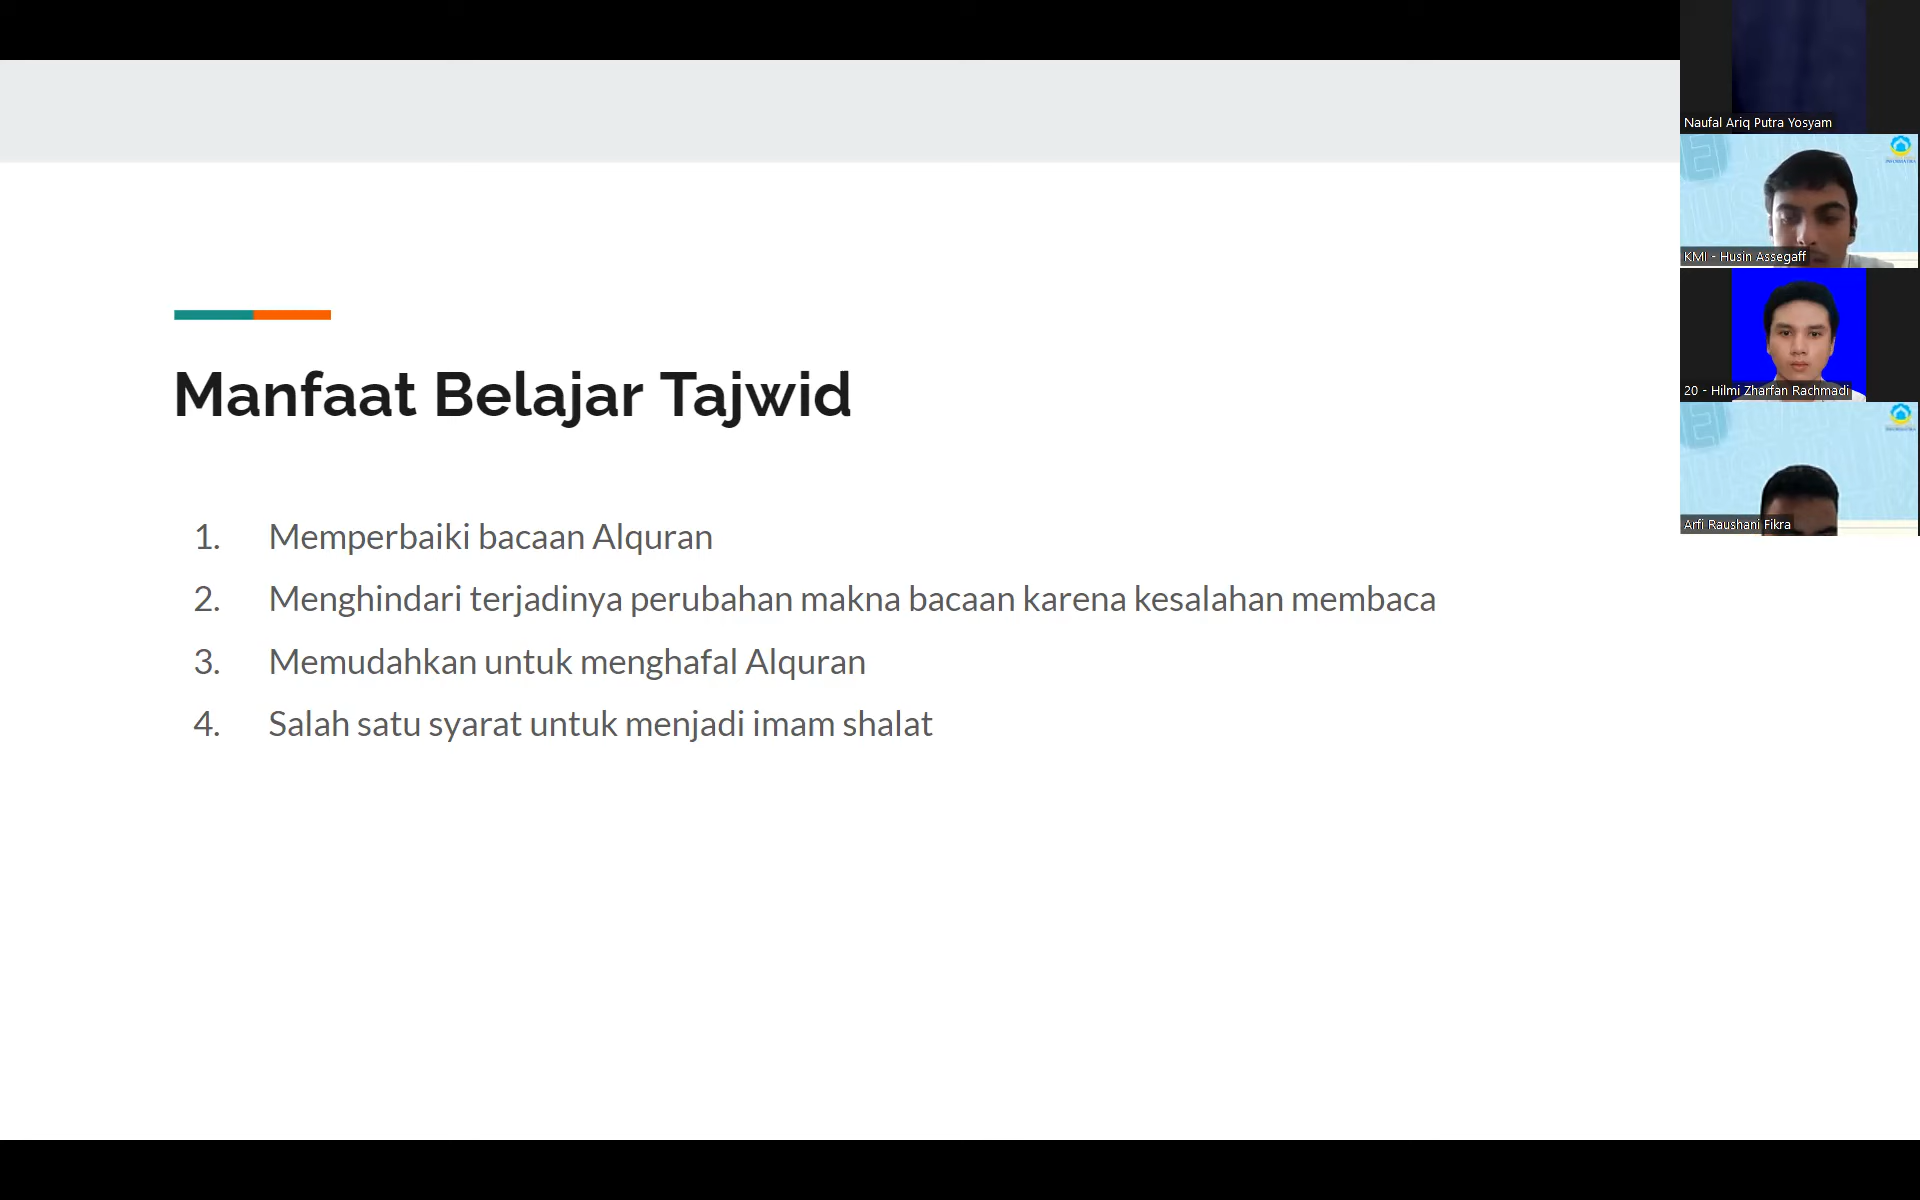 Manfaat Belajar Tajwid
1. Memperbaiki bacaan Alquran
2. Menghindari terjadinya perubahan makna bacaan karena kesalahan membaca
3. Memudahkan untuk menghafal Alquran
4. Salah satu syarat untuk menjadi imam shalat
Naufal Ariq Putra Yosyam
KMI - Husin Assegaff
20 - Hilmi Zharfan Rachmadi
Arfi Raushani Fikra